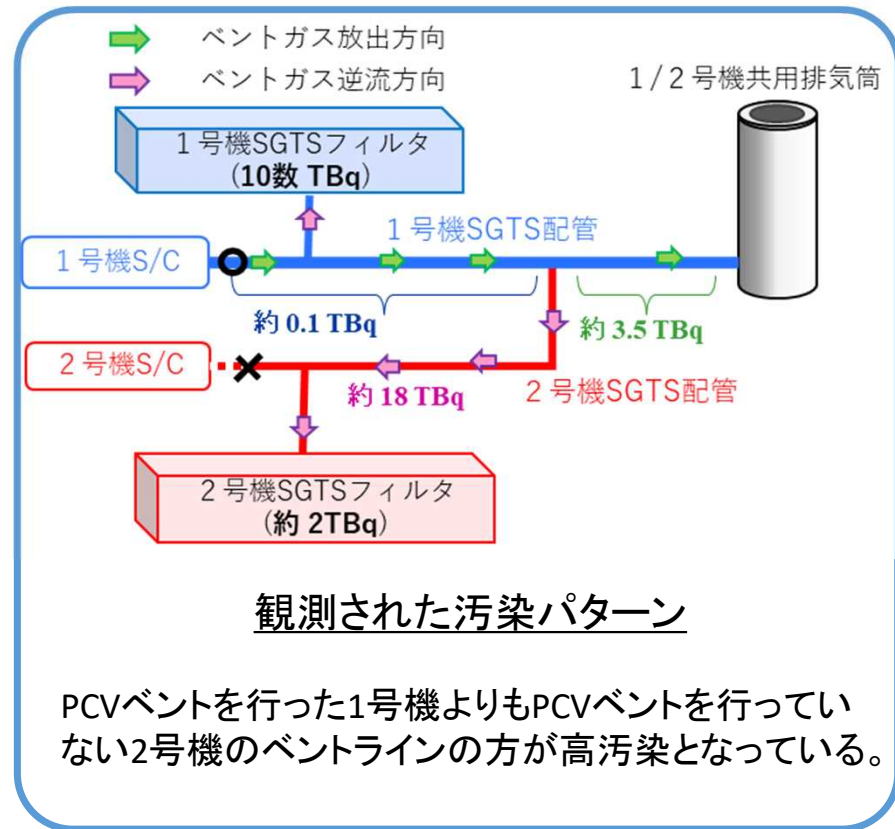 ベントガス放出方向
ベントガス逆流方向
1/2号機共用排気筒
1号機SGTSフィルタ
(10数 TBq)
1号機SGTS配管
1号機S/C
約 0.1 TBq
約 3.5 TBq
2号機S/C
約 18 TBq
2号機SGTS配管
2号機SGTSフィルタ
(約 2TBq)
観測された汚染パターン
PCVベントを行った1号機よりもPCVベントを行ってい
ない2号機のベントラインの方が高汚染となっている。